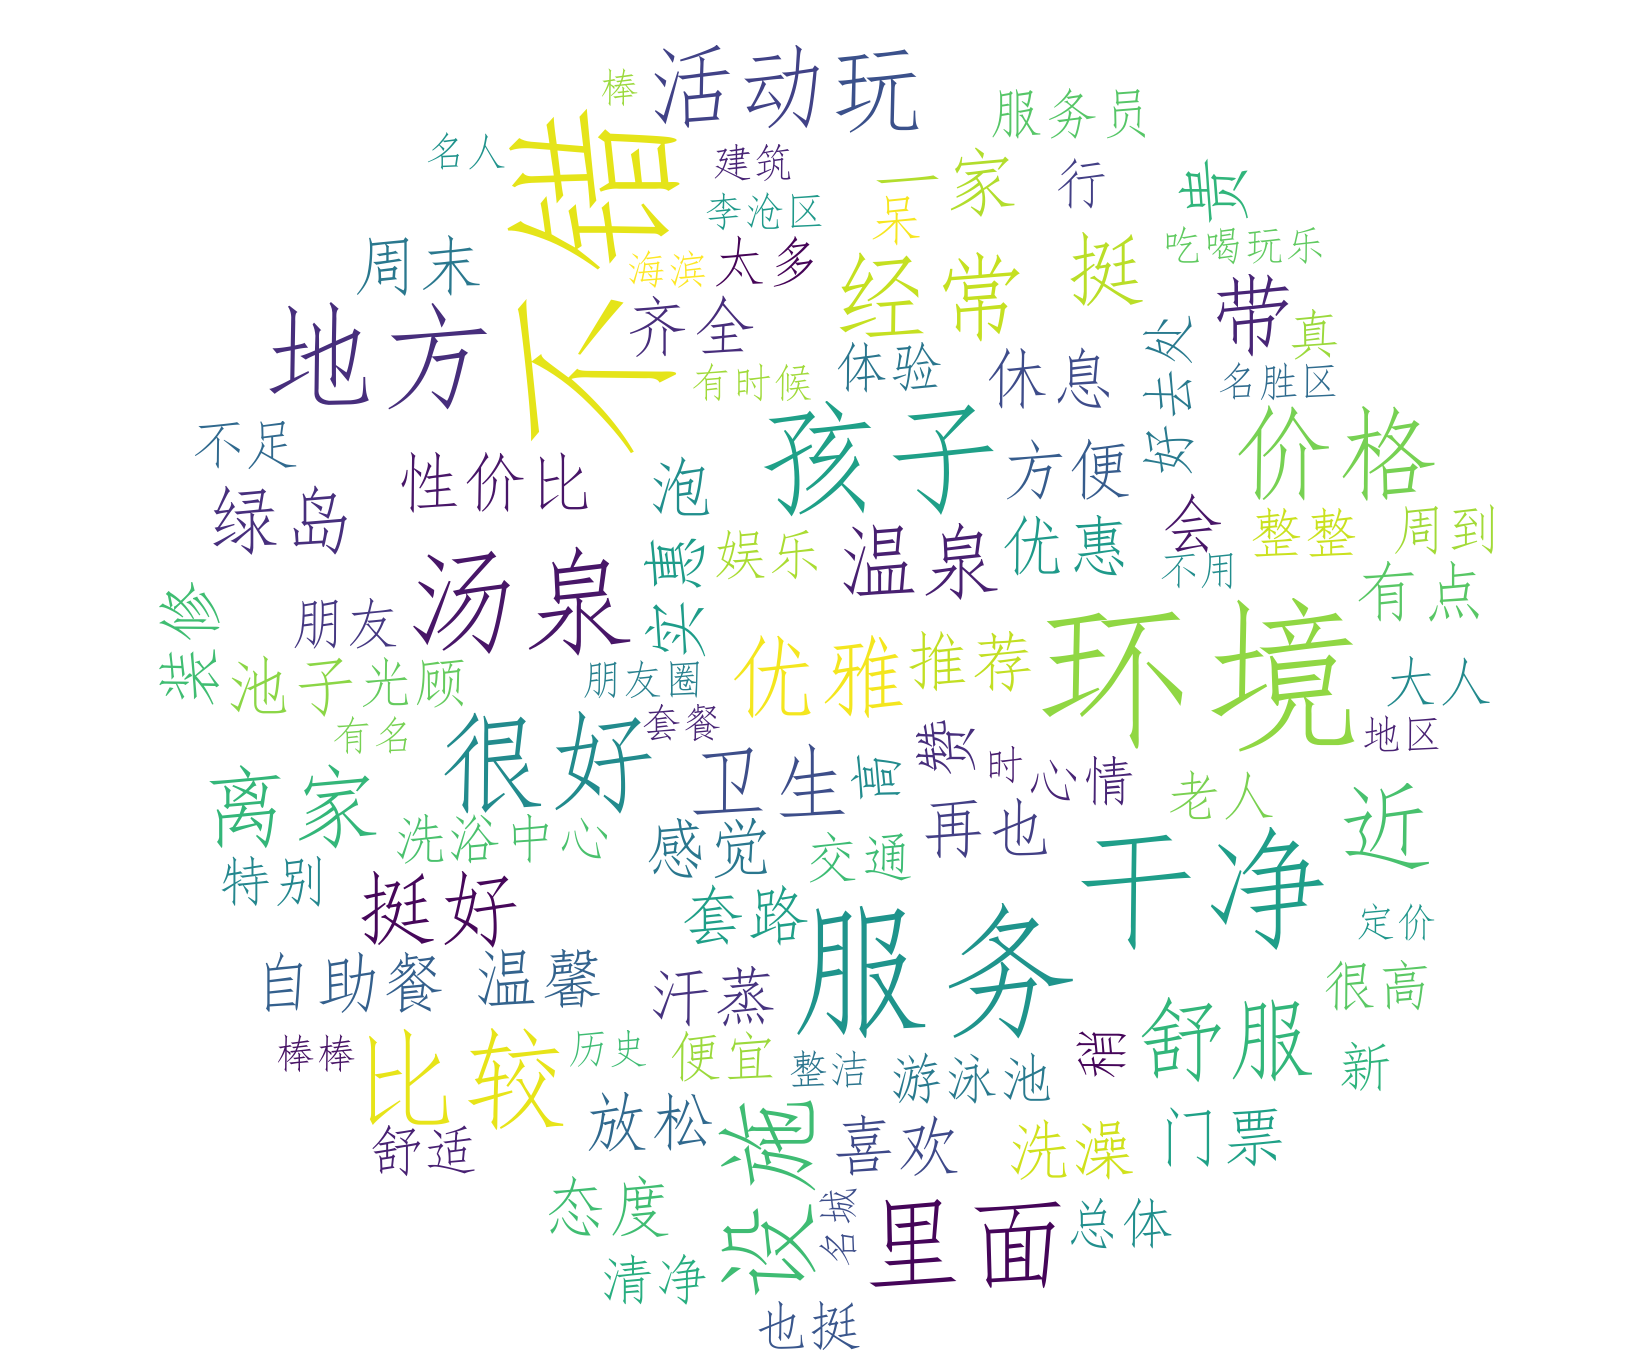 活动玩
棒
服务员
名人
不错
建筑
一家
行
贵
李沧区
呆
吃喝玩乐
周末
海滨
太多
经常
挺
带
地方
齐全
真
有时候
体验
休息
好去处
名胜区
不足
孩子
方便
价格
性价比
泡
绿岛
会
整整
周到
汤泉
实惠
娱乐
温泉
优惠
不用
有点
装修
朋友
环境
池子
光顾
朋友圈
优雅
推荐
大人
有名
很好
套餐
赞
地区
离家
卫生
高
时
心情
老人
近
洗浴中心
感觉
再也
干净
特别
交通
挺好
套路
服务
定价
自助餐
温馨
汗蒸
很高
棒棒
比较
历史
便宜
整洁
游泳池
稍
舒服
新
舒适
放松
设施
喜欢
洗澡
门票
态度
名城
里面
总体
清净
也挺